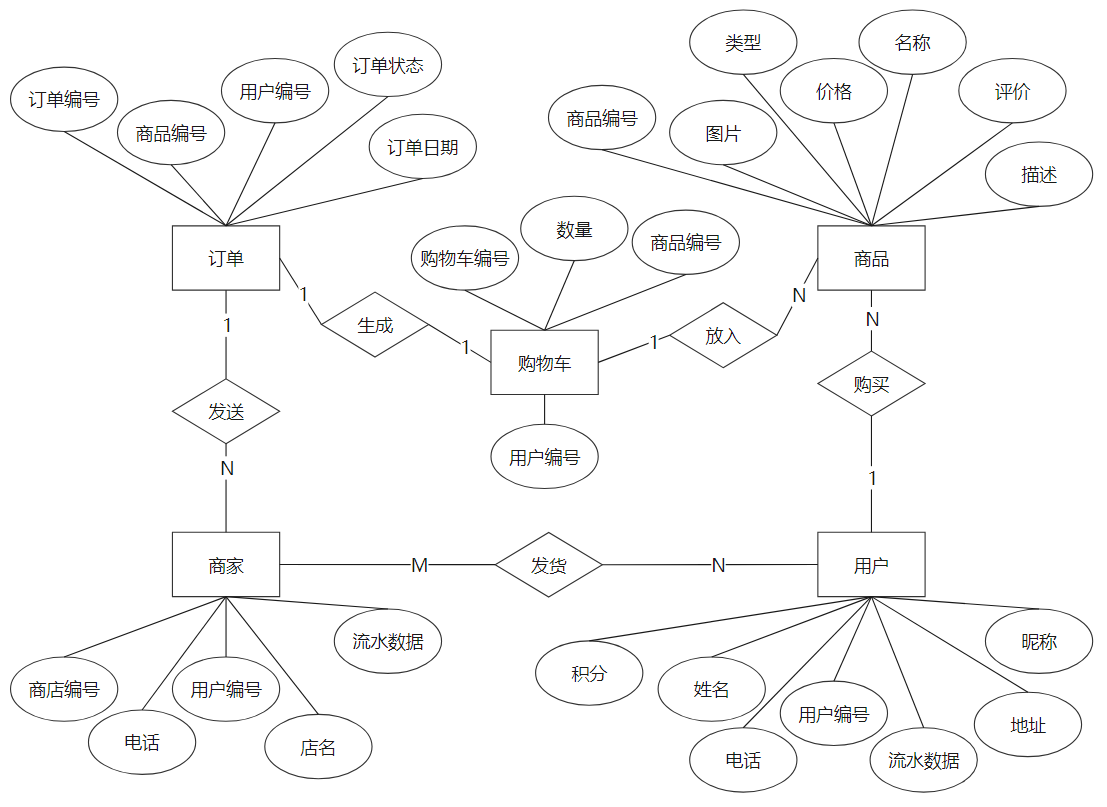 订单状态
类型
名称
订单编号
用户编号
商品编号
订单日期
商品编号
图片
价格
评价
描述
订单
购物车编号
数量
商品编号
商品
1
生成
1
购物车
1
放入
N
N
1
购买
发送
用户编号
N
1
商家
M
发货
N
用户
流水数据
商店编号
用户编号
电话
店名
昵称
积分
姓名
用户编号
地址
电话
流水数据